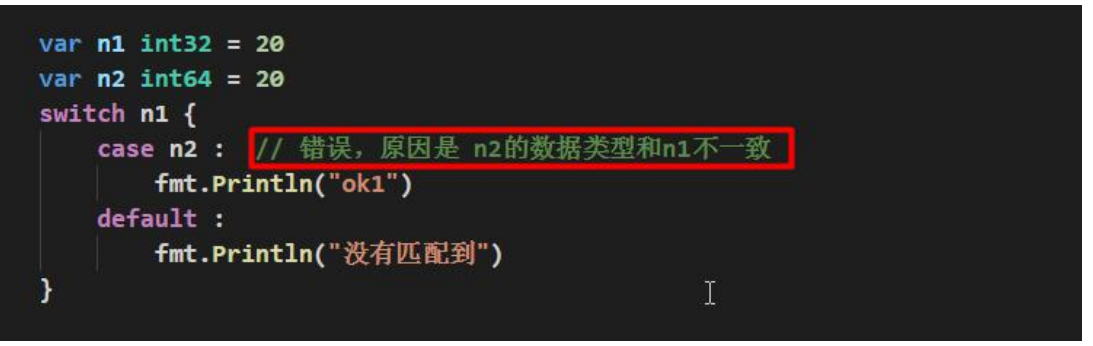 var n1 int32 = 20
var n2 int64 = 20
switch n1 {
case n2 : // 错误，原因是 n2的数据类型和n1不一致
fmt.Println("ok1")
default :
fmt.Println("没有匹配到")
}